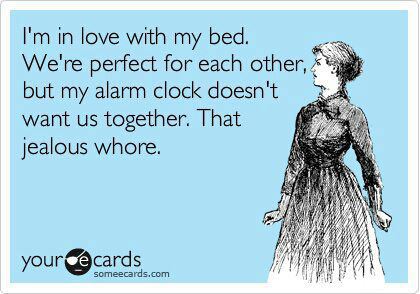 I'm in love with my bed.
We're perfect for each other,
but my alarm clock doesn't
want us together. That
jealous whore.
your e cards
someecards.com